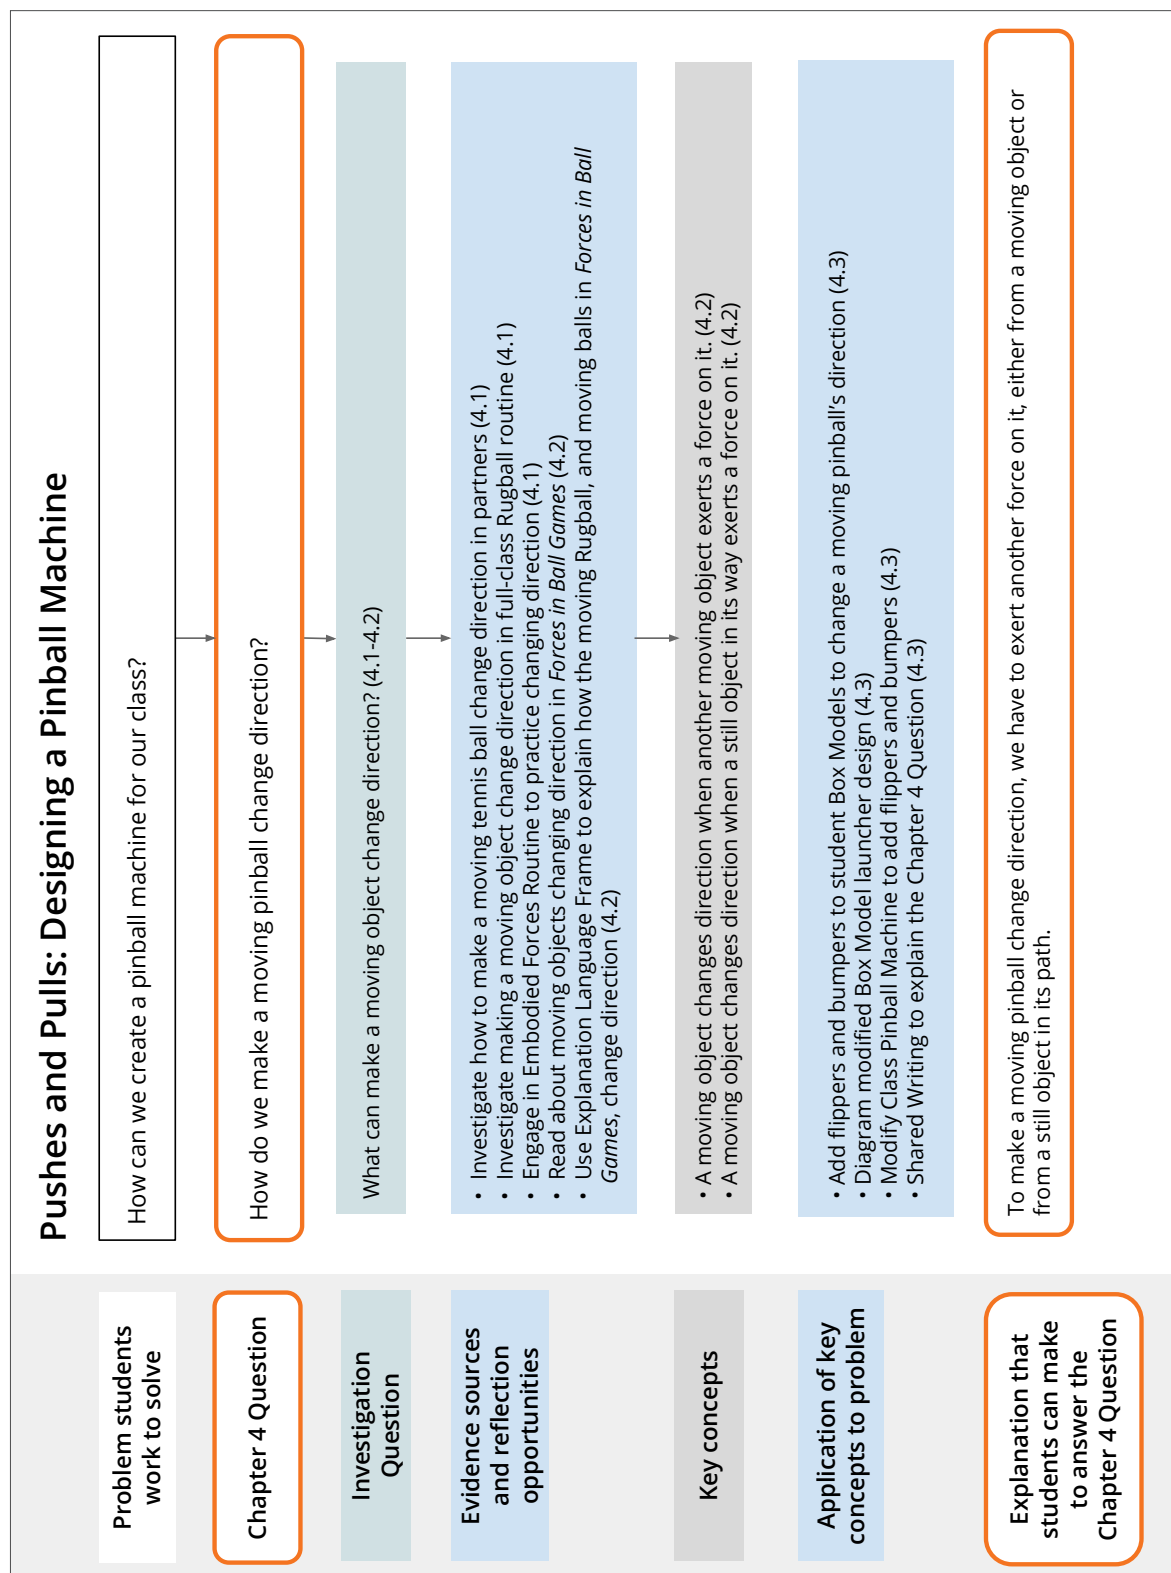 Pushes and Pulls: Designing a Pinball Machine
Problem students
work to solve
How can we create a pinball machine for our class?
Chapter 4 Question
How do we make a moving pinball change direction?
Investigation
Question
What can make a moving object change direction? (4.1-4.2)
Evidence sources
and reflection
opportunities
• Investigate how to make a moving tennis ball change direction in partners (4.1)
• Investigate making a moving object change direction in full-class Rugball routine (4.1)
• Engage in Embodied Forces Routine to practice changing direction (4.1)
• Read about moving objects changing direction in Forces in Ball Games (4.2)
• Use Explanation Language Frame to explain how the moving Rugball, and moving balls in Forces in Ball
Games, change direction (4.2)
Key concepts
• A moving object changes direction when another moving object exerts a force on it. (4.2)
• A moving object changes direction when a still object in its way exerts a force on it. (4.2)
Application of key
concepts to problem
• Add flippers and bumpers to student Box Models to change a moving pinball's direction (4.3)
• Diagram modified Box Model launcher design (4.3)
• Modify Class Pinball Machine to add flippers and bumpers (4.3)
• Shared Writing to explain the Chapter 4 Question (4.3)
Explanation that
students can make
to answer the
Chapter 4 Question
To make a moving pinball change direction, we have to exert another force on it, either from a moving object or
from a still object in its path.